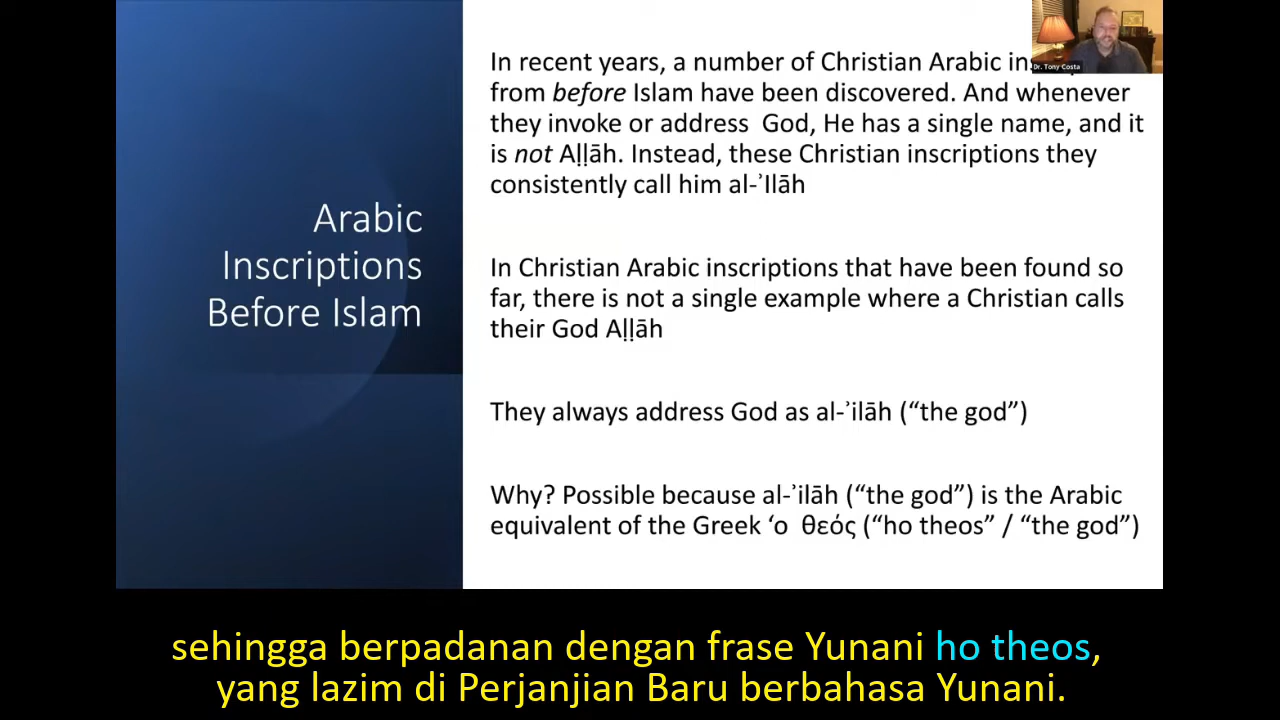 Dr. Tony Costa
Arabic
Inscriptions
Before Islam
In recent years, a number of Christian Arabic
from before Islam have been discovered. And whenever
they invoke or address God, He has a single name, and it
is not Aḷḷāh. Instead, these Christian inscriptions they
consistently call him al-ʾIlāh
In Christian Arabic inscriptions that have been found so
far, there is not a single example where a Christian calls
their God Aḷḷāh
They always address God as al-ʾilāh (“the god”)
Why? Possible because al-ʾilāh (“the god”) is the Arabic
equivalent of the Greek ‘o θεός (“ho theos” / “the god”)
sehingga berpadanan dengan frase Yunani ho theos,
yang lazim di Perjanjian Baru berbahasa Yunani.